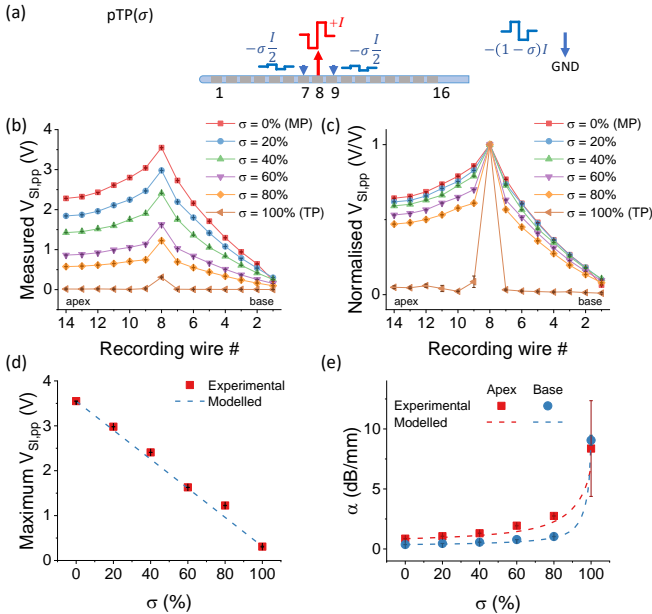 (a)
pTP(σ)
+I
−σ I/2
−σ I/2
−(1 − σ)I
GND
1 7 8 9 16
(b)
Measured V_SI,pp (V)
σ = 0% (MP)
σ = 20%
σ = 40%
σ = 60%
σ = 80%
σ = 100% (TP)
4
3
2
1
0
apex base
14 12 10 8 6 4 2
Recording wire #
(c)
Normalised V_SI,pp (V/V)
σ = 0% (MP)
σ = 20%
σ = 40%
σ = 60%
σ = 80%
σ = 100% (TP)
1
0
apex base
14 12 10 8 6 4 2
Recording wire #
(d)
Maximum V_SI,pp (V)
Experimental
Modelled
4
3
2
1
0
0 20 40 60 80 100
σ (%)
(e)
α (dB/mm)
Apex Base
Experimental
Modelled
10
5
0
0 20 40 60 80 100
σ (%)